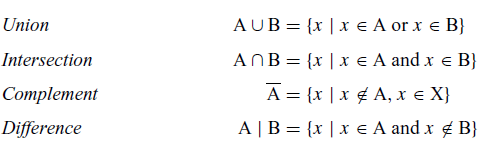 Union A ∪ B = {x | x ϵ A or x ϵ B}
Intersection A ∩ B = {x | x ϵ A and x ϵ B}
Complement A̅ = {x | x ∉ A, x ϵ X}
Difference A | B = {x | x ϵ A and x ∉ B}